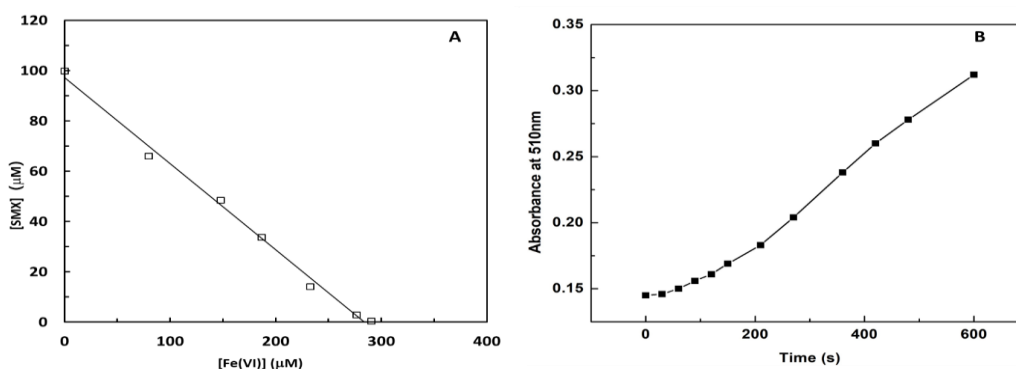 A
120
100
80
60
40
20
0
[SMX] (μM)
0 100 200 300 400
[Fe(VI)] (μM)
B
0.35
0.30
0.25
0.20
0.15
Absorbance at 510nm
0 200 400 600
Time (s)